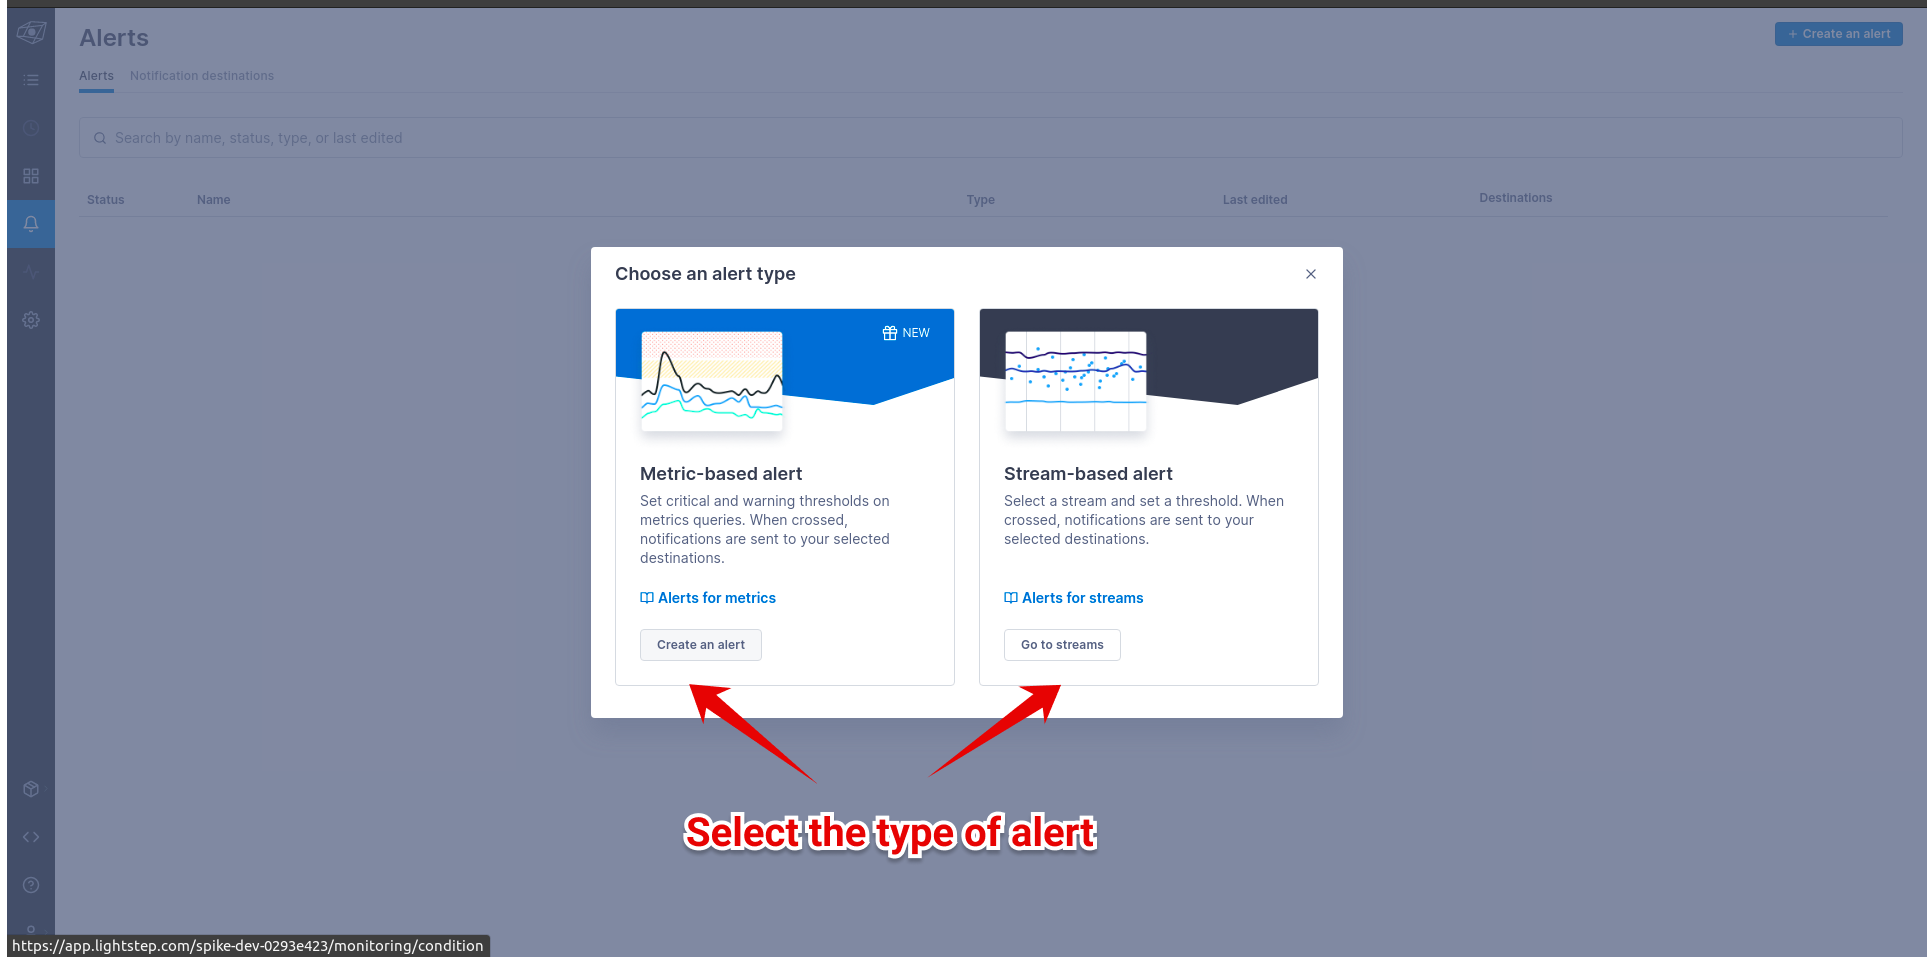 Alerts
+ Create an alert
Alerts Notification destinations
Search by name, status, type, or last edited
Status Name Type Last edited Destinations
Choose an alert type
NEW
Metric-based alert
Set critical and warning thresholds on
metrics queries. When crossed,
notifications are sent to your selected
destinations.
Alerts for metrics
Create an alert
Stream-based alert
Select a stream and set a threshold. When
crossed, notifications are sent to your
selected destinations.
Alerts for streams
Go to streams
Select the type of alert
https://app.lightstep.com/spike-dev-0293e423/monitoring/condition